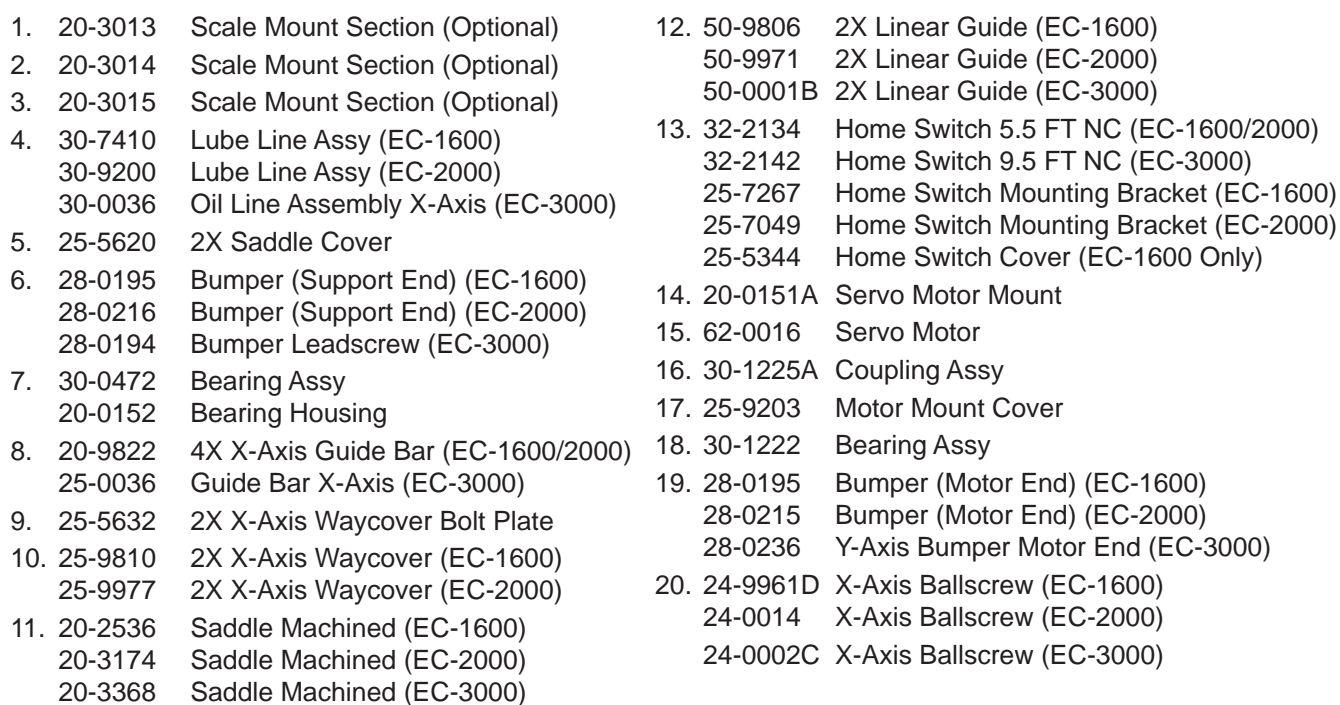 1. 20-3013 Scale Mount Section (Optional)
2. 20-3014 Scale Mount Section (Optional)
3. 20-3015 Scale Mount Section (Optional)
4. 30-7410 Lube Line Assy (EC-1600)
30-9200 Lube Line Assy (EC-2000)
30-0036 Oil Line Assembly X-Axis (EC-3000)
5. 25-5620 2X Saddle Cover
6. 28-0195 Bumper (Support End) (EC-1600)
28-0216 Bumper (Support End) (EC-2000)
28-0194 Bumper Leadscrew (EC-3000)
7. 30-0472 Bearing Assy
20-0152 Bearing Housing
8. 20-9822 4X X-Axis Guide Bar (EC-1600/2000)
25-0036 Guide Bar X-Axis (EC-3000)
9. 25-5632 2X X-Axis Waycover Bolt Plate
10. 25-9810 2X X-Axis Waycover (EC-1600)
25-9977 2X X-Axis Waycover (EC-2000)
11. 20-2536 Saddle Machined (EC-1600)
20-3174 Saddle Machined (EC-2000)
20-3368 Saddle Machined (EC-3000)
12. 50-9806 2X Linear Guide (EC-1600)
50-9971 2X Linear Guide (EC-2000)
50-0001B 2X Linear Guide (EC-3000)
13. 32-2134 Home Switch 5.5 FT NC (EC-1600/2000)
32-2142 Home Switch 9.5 FT NC (EC-3000)
25-7267 Home Switch Mounting Bracket (EC-1600)
25-7049 Home Switch Mounting Bracket (EC-2000)
25-5344 Home Switch Cover (EC-1600 Only)
14. 20-0151A Servo Motor Mount
15. 62-0016 Servo Motor
16. 30-1225A Coupling Assy
17. 25-9203 Motor Mount Cover
18. 30-1222 Bearing Assy
19. 28-0195 Bumper (Motor End) (EC-1600)
28-0215 Bumper (Motor End) (EC-2000)
28-0236 Y-Axis Bumper Motor End (EC-3000)
20. 24-9961D X-Axis Ballscrew (EC-1600)
24-0014 X-Axis Ballscrew (EC-2000)
24-0002C X-Axis Ballscrew (EC-3000)